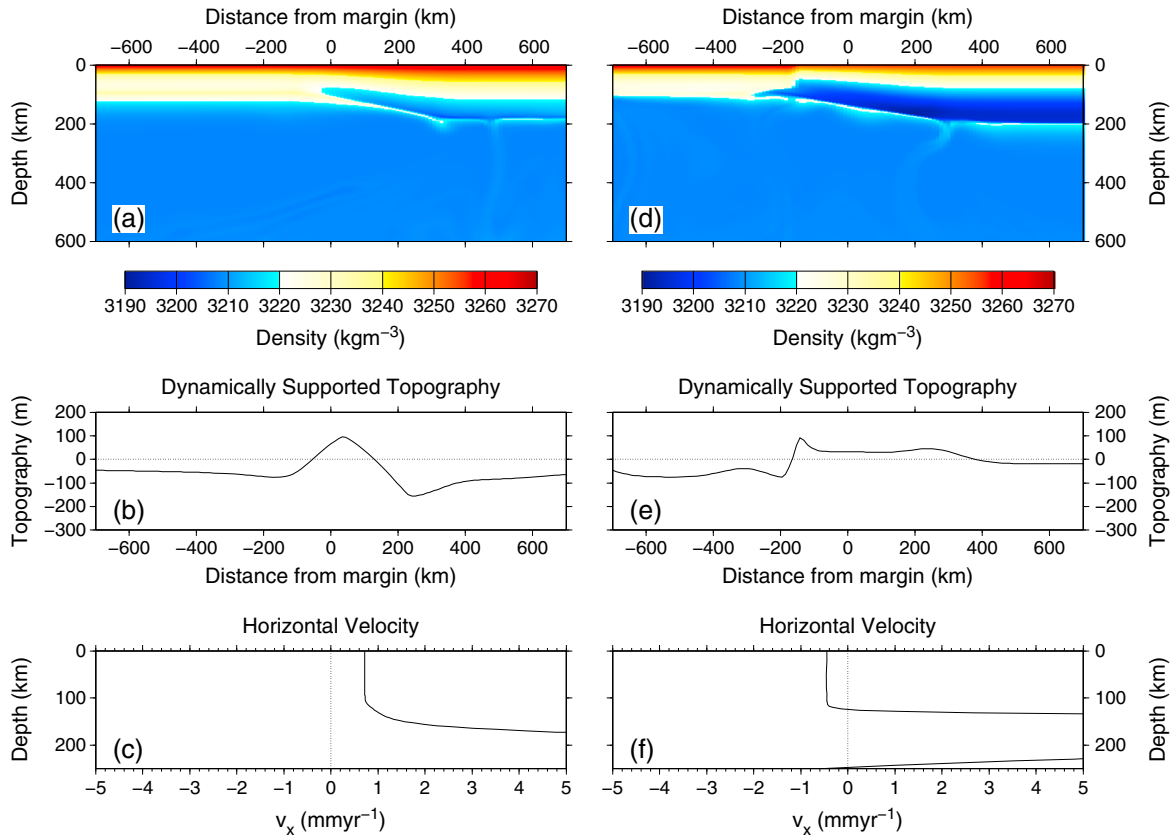 Distance from margin (km)
−600 −400 −200 0 200 400 600
0
200
400
600
Depth (km)
(a)
3190 3200 3210 3220 3230 3240 3250 3260 3270
Density (kgm−3)
Dynamically Supported Topography
200
100
0
−100
−200
−300
Topography (m)
(b)
−600 −400 −200 0 200 400 600
Distance from margin (km)
Horizontal Velocity
0
100
200
Depth (km)
(c)
−5 −4 −3 −2 −1 0 1 2 3 4 5
v_x (mmyr−1)
Distance from margin (km)
−600 −400 −200 0 200 400 600
0
200
400
600
Depth (km)
(d)
3190 3200 3210 3220 3230 3240 3250 3260 3270
Density (kgm−3)
Dynamically Supported Topography
200
100
0
−100
−200
−300
Topography (m)
(e)
−600 −400 −200 0 200 400 600
Distance from margin (km)
Horizontal Velocity
0
100
200
Depth (km)
(f)
−5 −4 −3 −2 −1 0 1 2 3 4 5
v_x (mmyr−1)